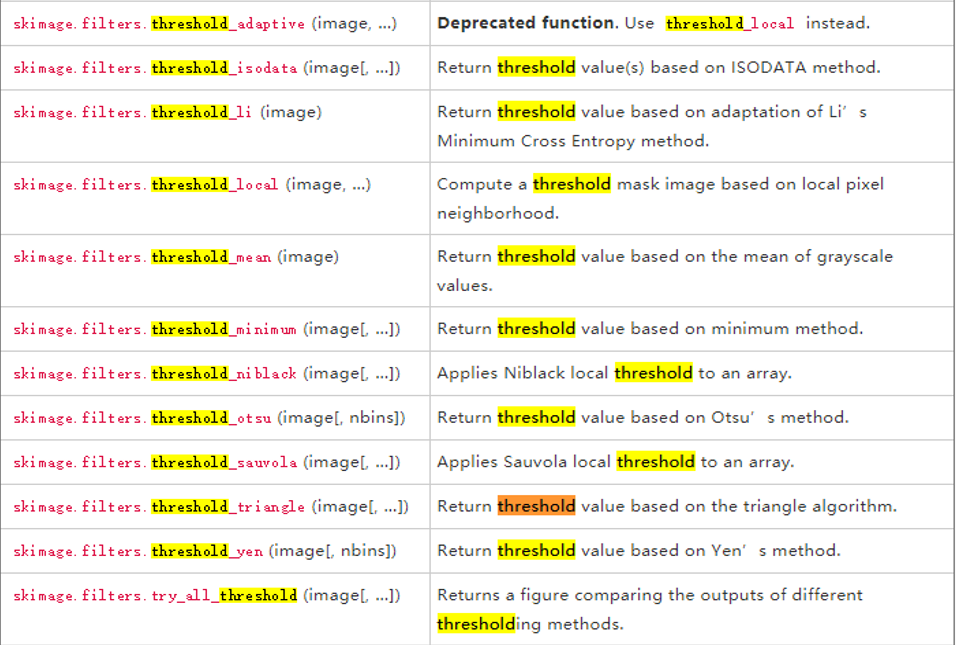 skimage.filters.threshold_adaptive (image, ...) Deprecated function. Use threshold_local instead.
skimage.filters.threshold_isodata (image[, ...]) Return threshold value(s) based on ISODATA method.
skimage.filters.threshold_li (image) Return threshold value based on adaptation of Li’s
Minimum Cross Entropy method.
skimage.filters.threshold_local (image, ...) Compute a threshold mask image based on local pixel
neighborhood.
skimage.filters.threshold_mean (image) Return threshold value based on the mean of grayscale
values.
skimage.filters.threshold_minimum (image[, ...]) Return threshold value based on minimum method.
skimage.filters.threshold_niblack (image[, ...]) Applies Niblack local threshold to an array.
skimage.filters.threshold_otsu (image[, nbins]) Return threshold value based on Otsu’s method.
skimage.filters.threshold_sauvola (image[, ...]) Applies Sauvola local threshold to an array.
skimage.filters.threshold_triangle (image[, ...]) Return threshold value based on the triangle algorithm.
skimage.filters.threshold_yen (image[, nbins]) Return threshold value based on Yen’s method.
skimage.filters.try_all_threshold (image[, ...]) Returns a figure comparing the outputs of different
thresholding methods.